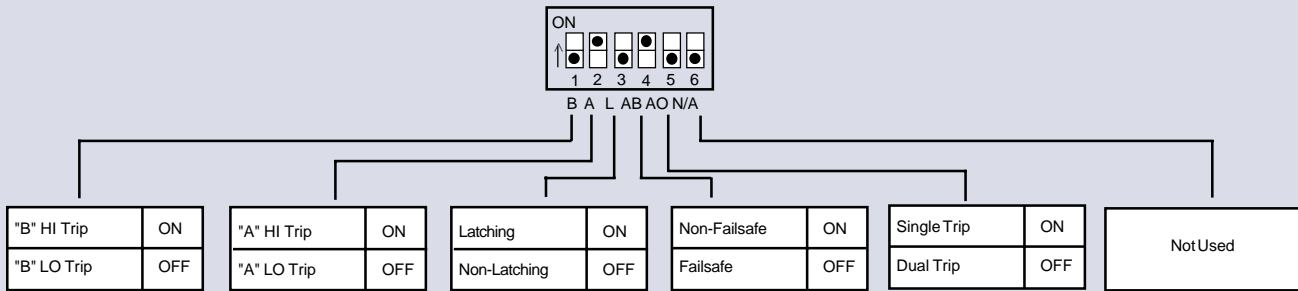 ON
1 2 3 4 5 6
B A L AB AO N/A
"B" HI Trip ON
"B" LO Trip OFF
"A" HI Trip ON
"A" LO Trip OFF
Latching ON
Non-Latching OFF
Non-Failsafe ON
Failsafe OFF
Single Trip ON
Dual Trip OFF
Not Used